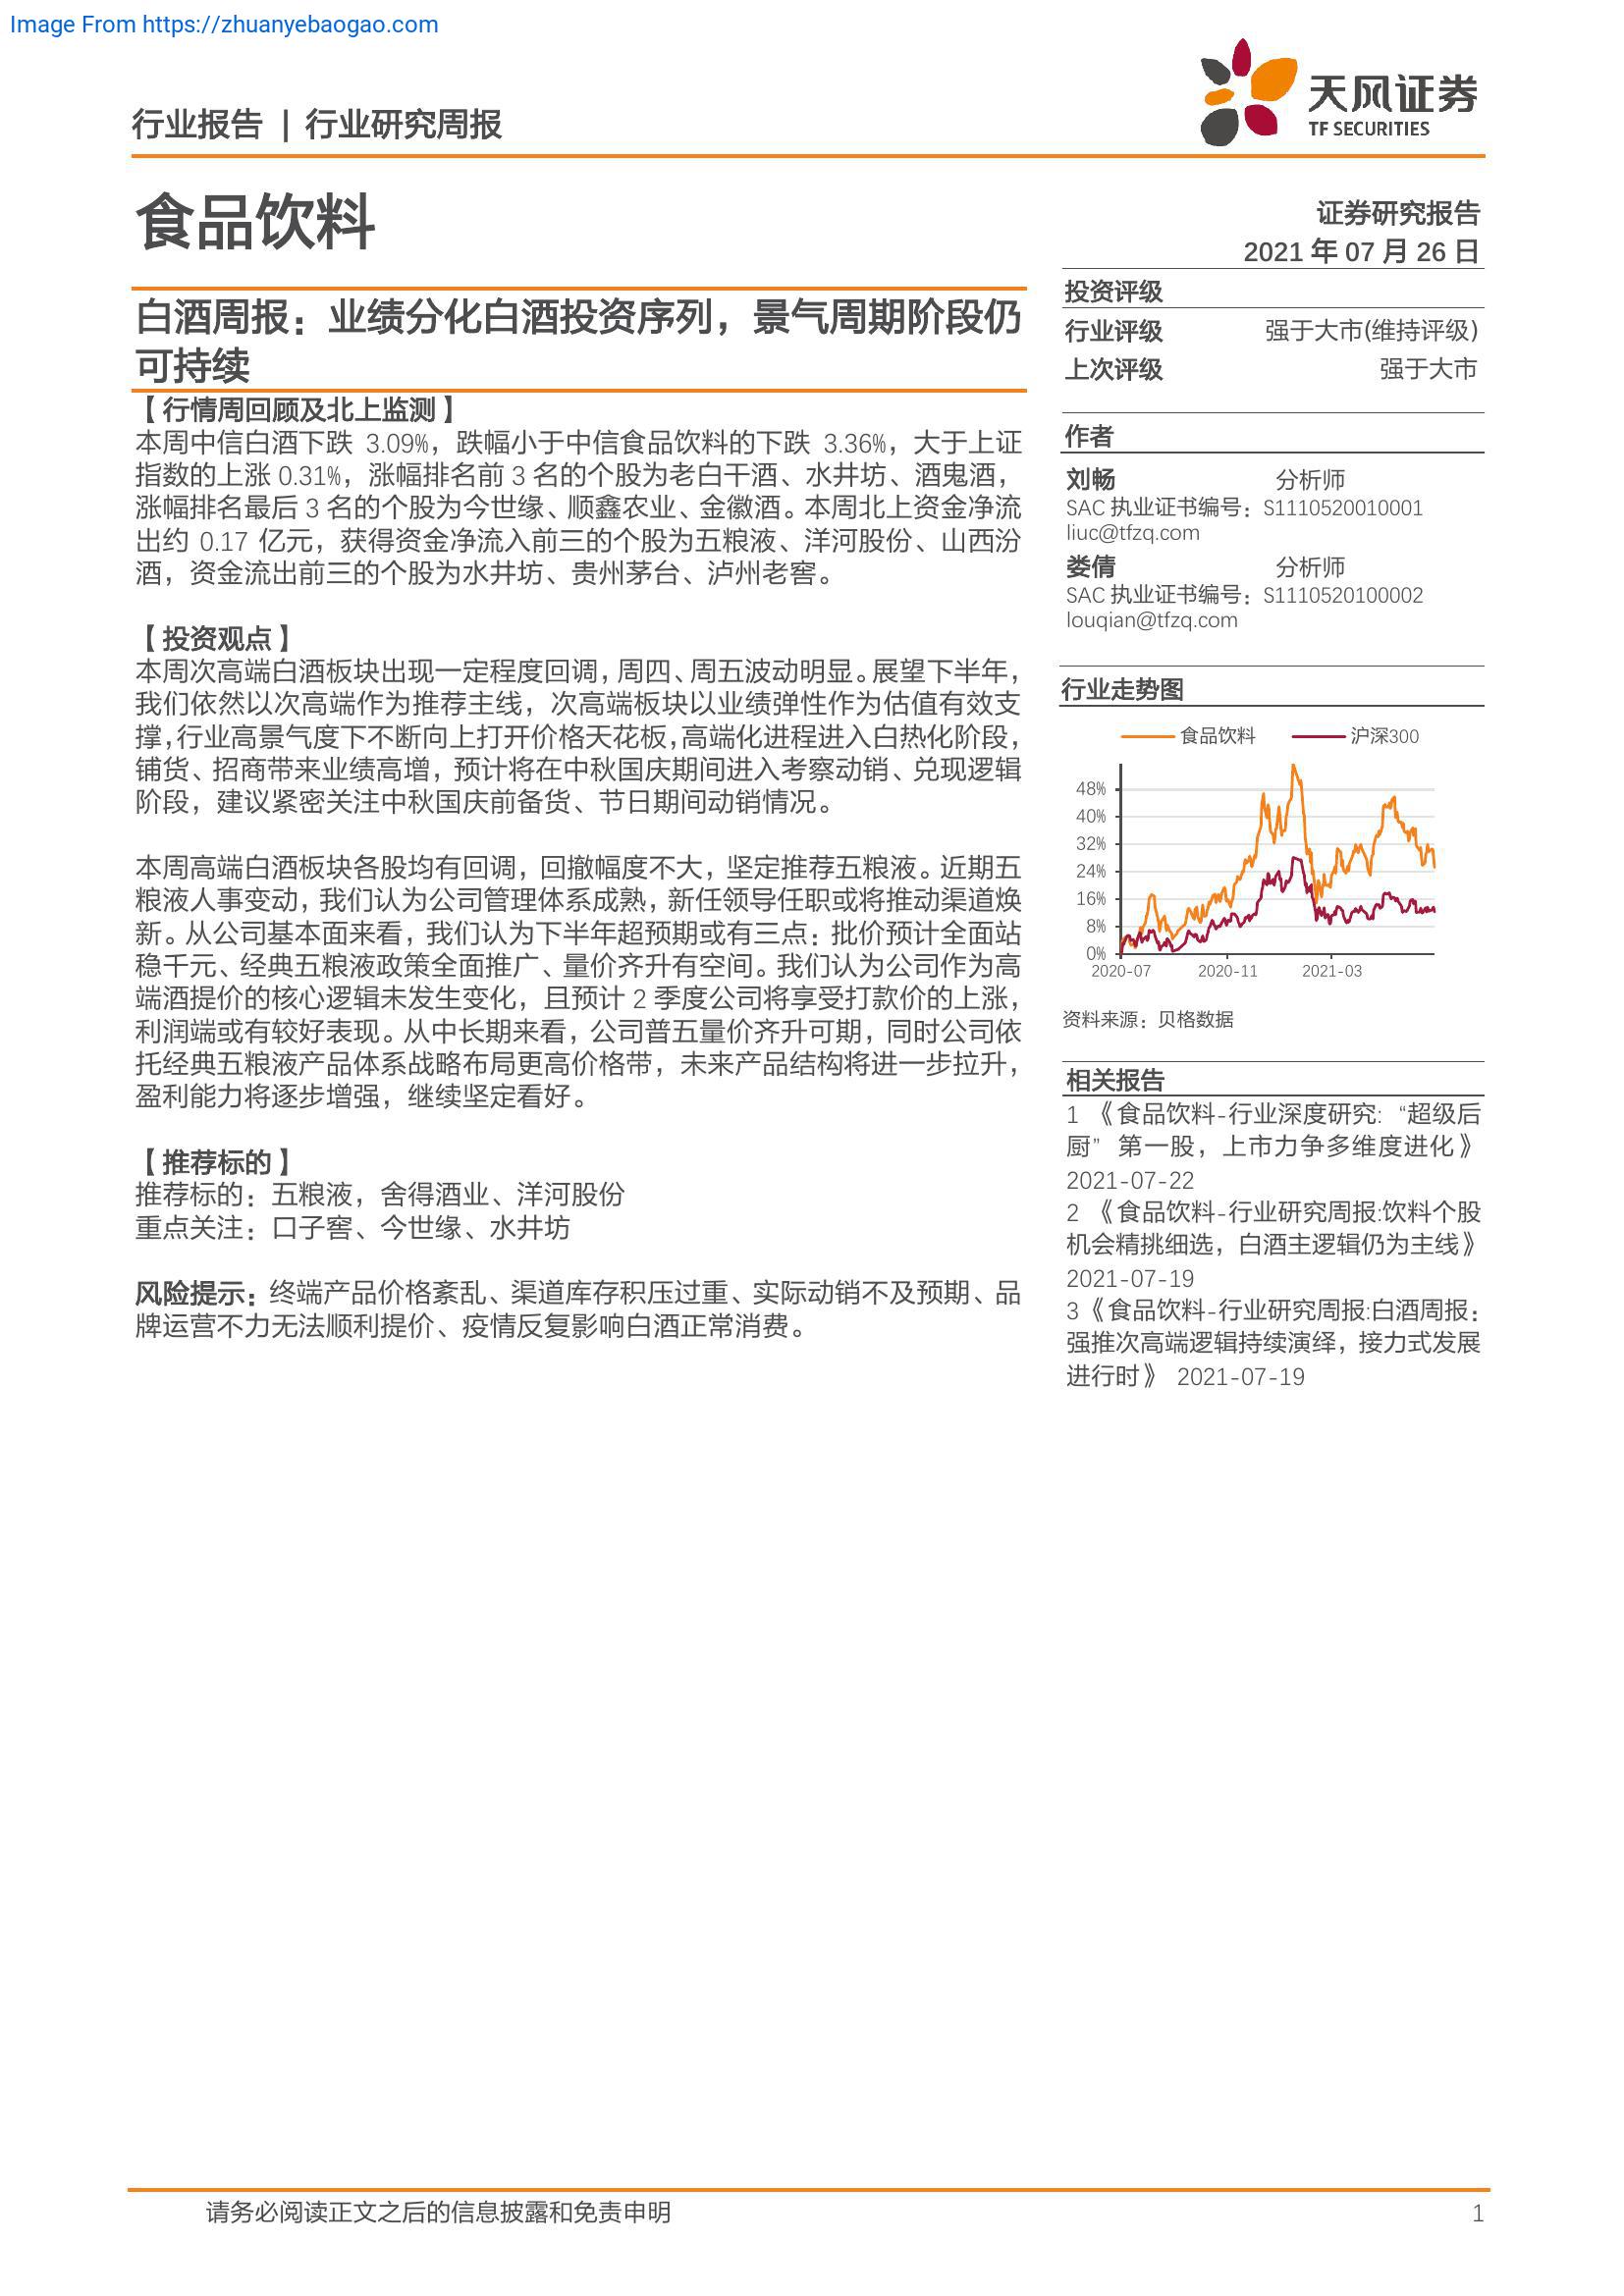 Image From https://zhuanyebaogao.com
行业报告 | 行业研究周报
天风证券
TF SECURITIES
食品饮料
证券研究报告
2021 年 07 月 26 日
白酒周报：业绩分化白酒投资序列，景气周期阶段仍
可持续
【行情周回顾及北上监测】
本周中信白酒下跌 3.09%，跌幅小于中信食品饮料的下跌 3.36%，大于上证
指数的上涨 0.31%，涨幅排名前 3 名的个股为老白干酒、水井坊、酒鬼酒，
涨幅排名最后 3 名的个股为今世缘、顺鑫农业、金徽酒。本周北上资金净流
出约 0.17 亿元，获得资金净流入前三的个股为五粮液、洋河股份、山西汾
酒，资金流出前三的个股为水井坊、贵州茅台、泸州老窖。
【投资观点】
本周次高端白酒板块出现一定程度回调，周四、周五波动明显。展望下半年，
我们依然以次高端作为推荐主线，次高端板块以业绩弹性作为估值有效支
撑，行业高景气度下不断向上打开价格天花板，高端化进程进入白热化阶段，
铺货、招商带来业绩高增，预计将在中秋国庆期间进入考察动销、兑现逻辑
阶段，建议紧密关注中秋国庆前备货、节日期间动销情况。
本周高端白酒板块各股均有回调，回撤幅度不大，坚定推荐五粮液。近期五
粮液人事变动，我们认为公司管理体系成熟，新任领导任职或将推动渠道焕
新。从公司基本面来看，我们认为下半年超预期或有三点：批价预计全面站
稳千元、经典五粮液政策全面推广、量价齐升有空间。我们认为公司作为高
端酒提价的核心逻辑未发生变化，且预计 2 季度公司将享受打款价的上涨，
利润端或有较好表现。从中长期来看，公司普五量价齐升可期，同时公司依
托经典五粮液产品体系战略布局更高价格带，未来产品结构将进一步拉升，
盈利能力将逐步增强，继续坚定看好。
【推荐标的】
推荐标的：五粮液，舍得酒业、洋河股份
重点关注：口子窖、今世缘、水井坊
风险提示：终端产品价格紊乱、渠道库存积压过重、实际动销不及预期、品
牌运营不力无法顺利提价、疫情反复影响白酒正常消费。
投资评级
行业评级 强于大市(维持评级)
上次评级 强于大市
作者
刘畅 分析师
SAC 执业证书编号：S1110520010001
liuc@tfzq.com
娄倩 分析师
SAC 执业证书编号：S1110520100002
louqian@tfzq.com
行业走势图
食品饮料 沪深300
48%
40%
32%
24%
16%
8%
0%
2020-07 2020-11 2021-03
资料来源：贝格数据
相关报告
1 《食品饮料-行业深度研究:“超级后
厨” 第一股，上市力争多维度进化》
2021-07-22
2 《食品饮料-行业研究周报:饮料个股
机会精挑细选，白酒主逻辑仍为主线》
2021-07-19
3《食品饮料-行业研究周报:白酒周报：
强推次高端逻辑持续演绎，接力式发展
进行时》 2021-07-19
请务必阅读正文之后的信息披露和免责申明 1